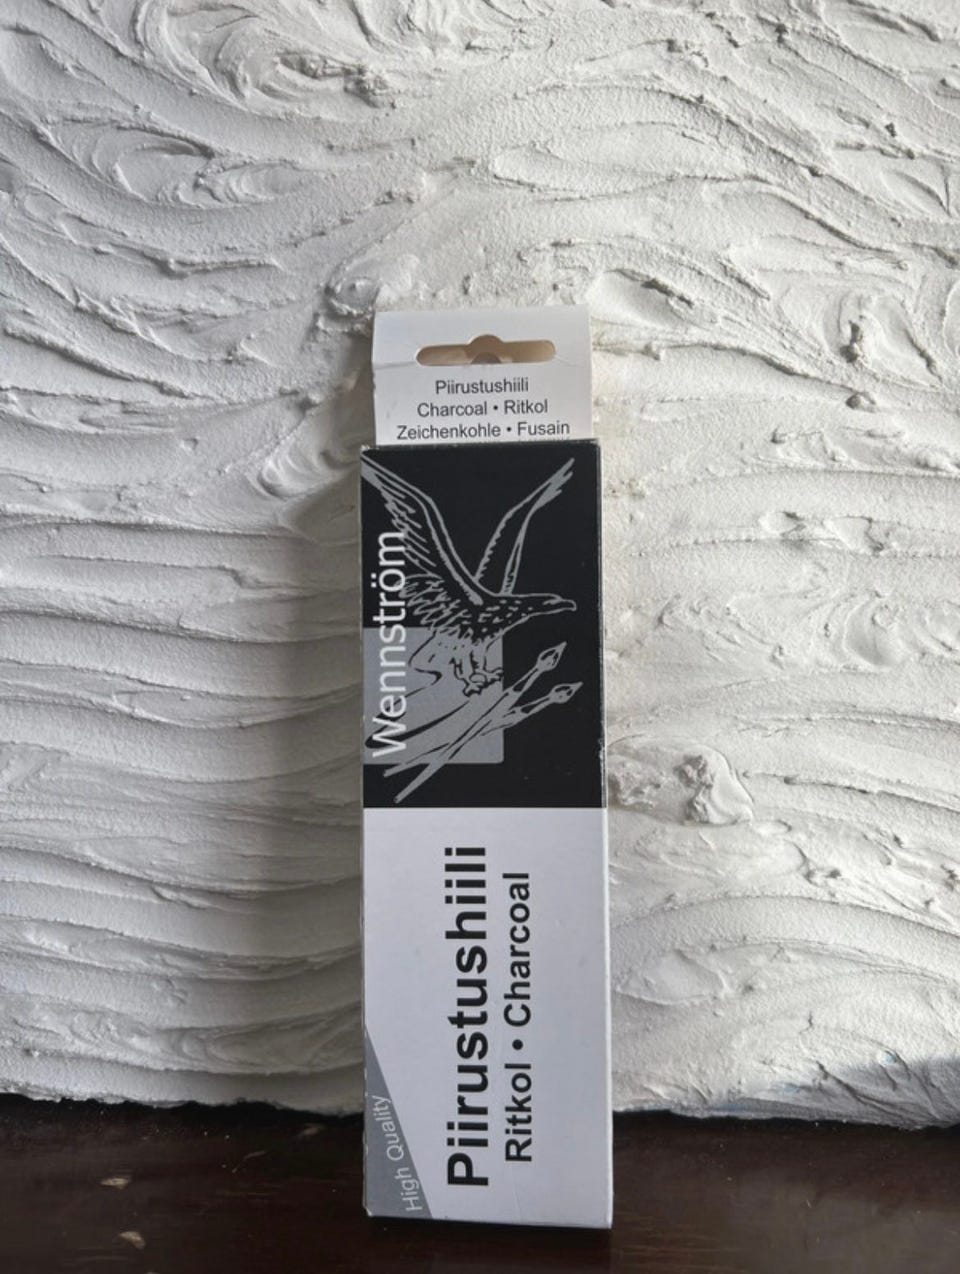 Piirustushiili
Charcoal • Ritkol
Zeichenkohle • Fusain
Wennström
Piirustushiili
Ritkol • Charcoal
High Quality